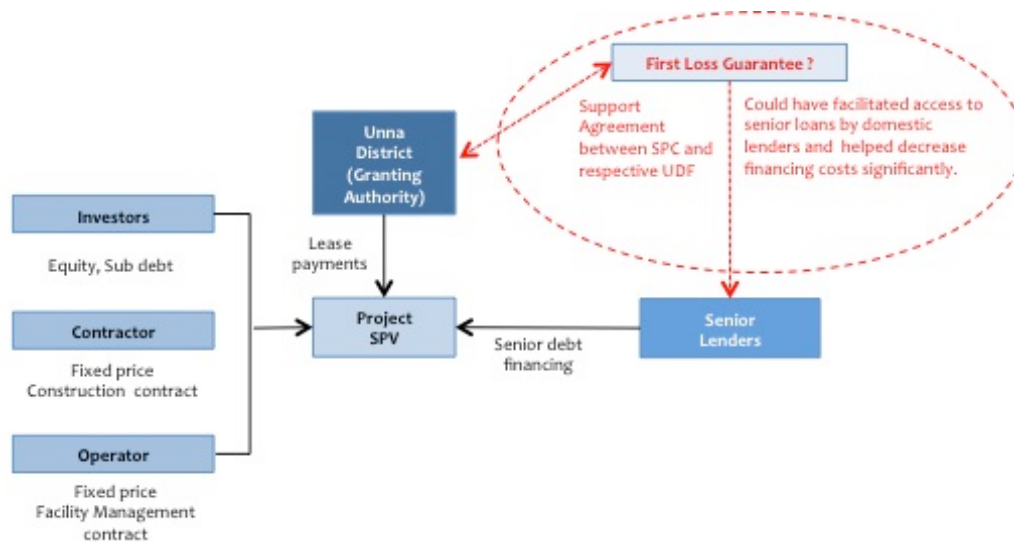 First Loss Guarantee ?
Support
Agreement
between SPC and
respective UDF
Could have facilitated access to
senior loans by domestic
lenders and helped decrease
financing costs significantly.
Unna
District
(Granting
Authority)
Lease
payments
Investors
Equity, Sub debt
Contractor
Fixed price
Construction contract
Operator
Fixed price
Facility Management
contract
Project
SPV
Senior debt
financing
Senior
Lenders